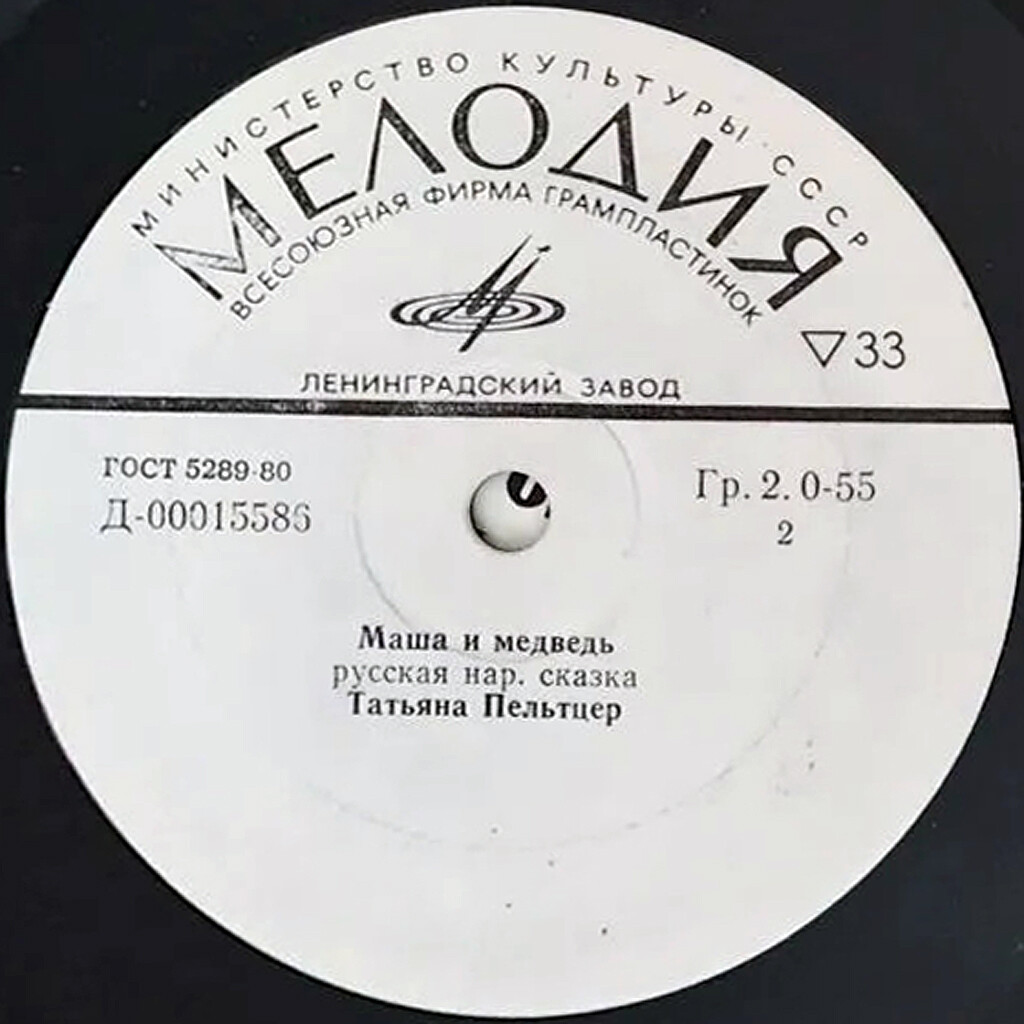 МИНИСТЕРСТВО КУЛЬТУРЫ СССР
МЕЛОДИЯ
ВСЕСОЮЗНАЯ ФИРМА ГРАМПЛАСТИНОК
▽33
ЛЕНИНГРАДСКИЙ ЗАВОД
ГОСТ 5289-80
Д-00015586
Гр. 2. 0-55
2
Маша и медведь
русская нар. сказка
Татьяна Пельтцер